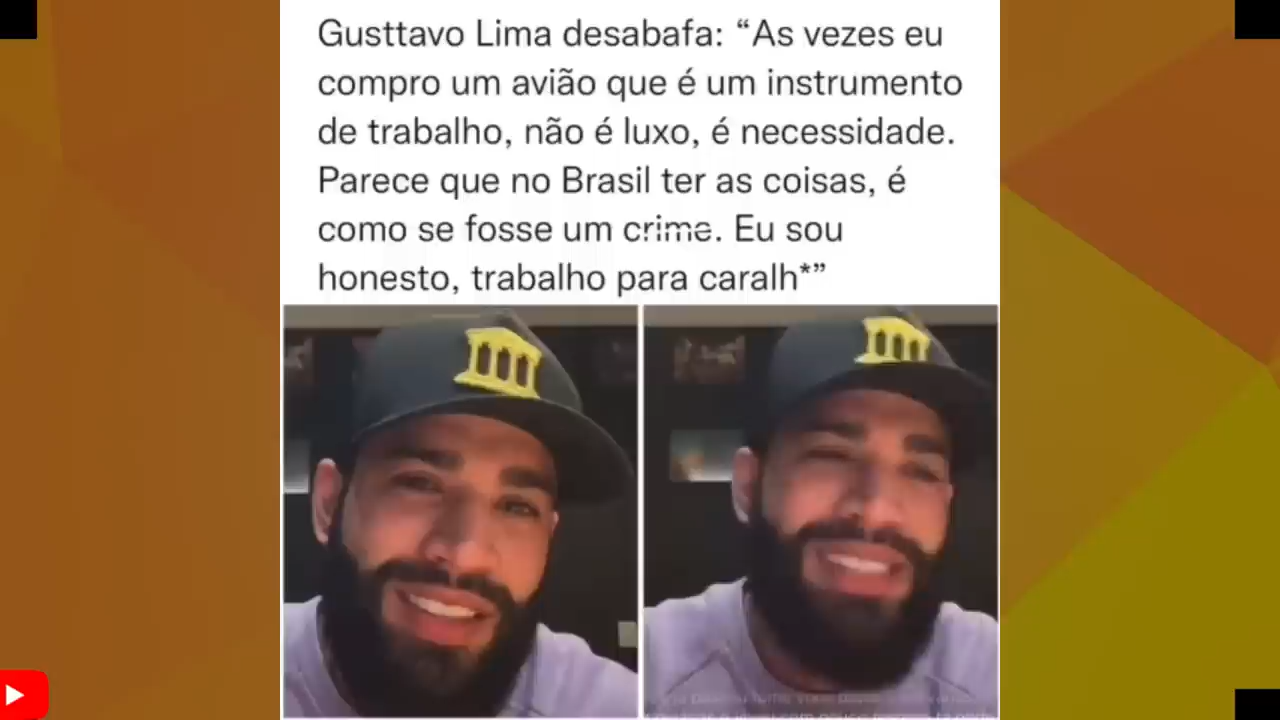 Gusttavo Lima desabafa: “As vezes eu
compro um avião que é um instrumento
de trabalho, não é luxo, é necessidade.
Parece que no Brasil ter as coisas, é
como se fosse um crime. Eu sou
honesto, trabalho para caralh*”